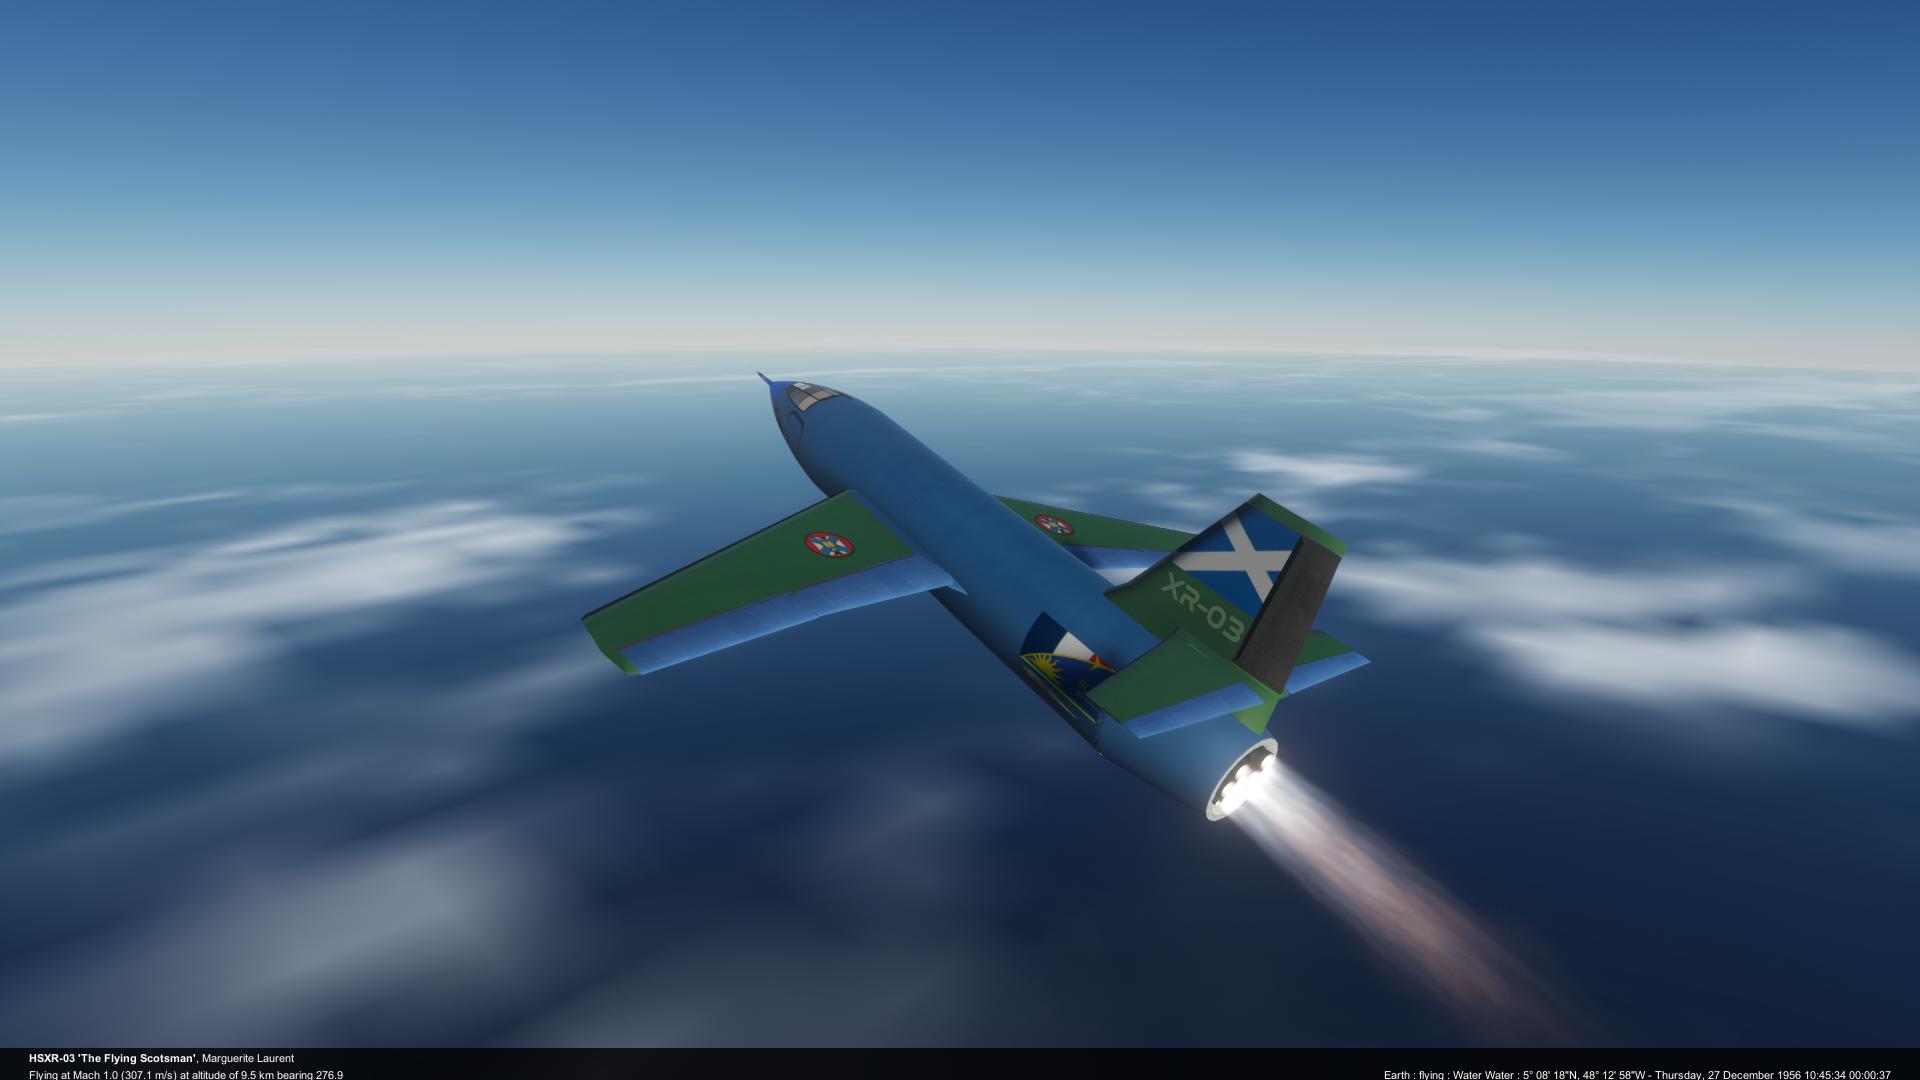 XR-03
HSXR-03 'The Flying Scotsman', Marguerite Laurent
Flying at Mach 1.0 (307.1 m/s) at altitude of 9.5 km bearing 276.9
Earth : flying : Water Water : 5° 08' 18"N, 48° 12' 58"W - Thursday, 27 December 1956 10:45:34 00:00:37